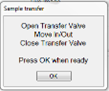 Sample transfer
Open Transfer Valve
Move In/Out
Close Transfer Valve
Press OK when ready
OK